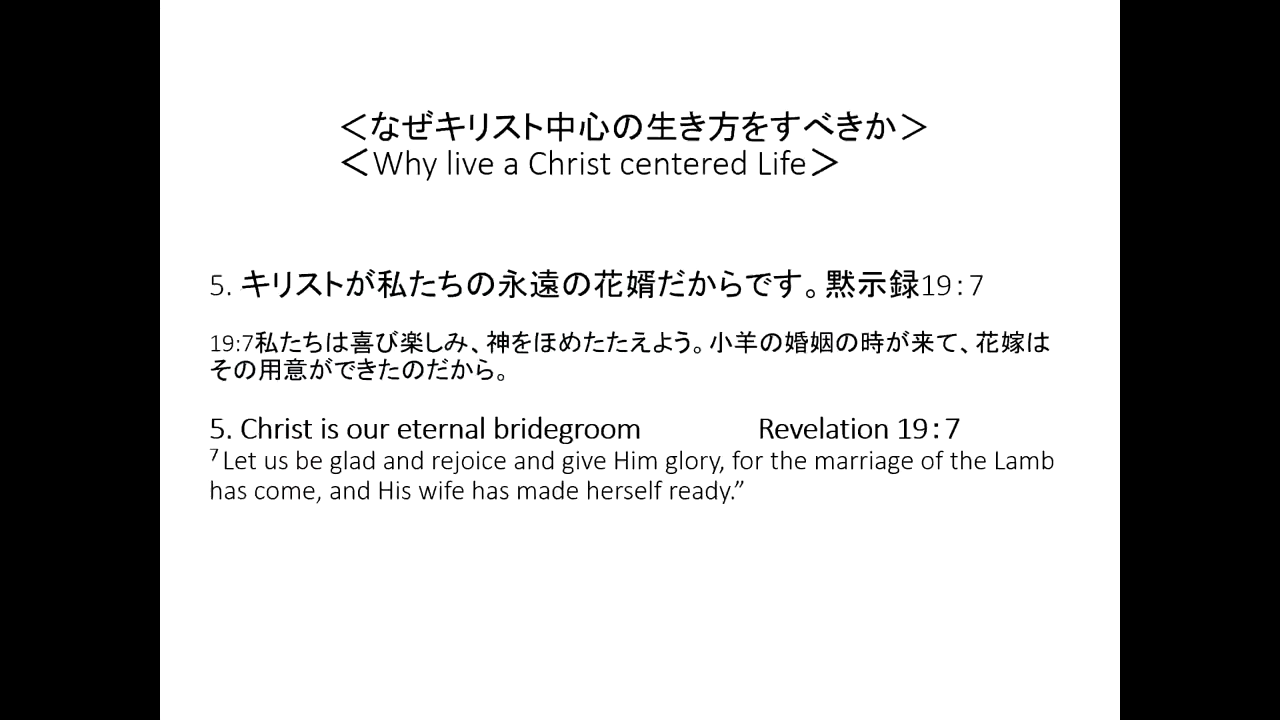 ＜なぜキリスト中心の生き方をすべきか＞
＜Why live a Christ centered Life＞
5. キリストが私たちの永遠の花婿だからです。黙示録19：7
19:7私たちは喜び楽しみ、神をほめたたえよう。小羊の婚姻の時が来て、花嫁は
その用意ができたのだから。
5. Christ is our eternal bridegroom Revelation 19：7
⁷ Let us be glad and rejoice and give Him glory, for the marriage of the Lamb
has come, and His wife has made herself ready.”